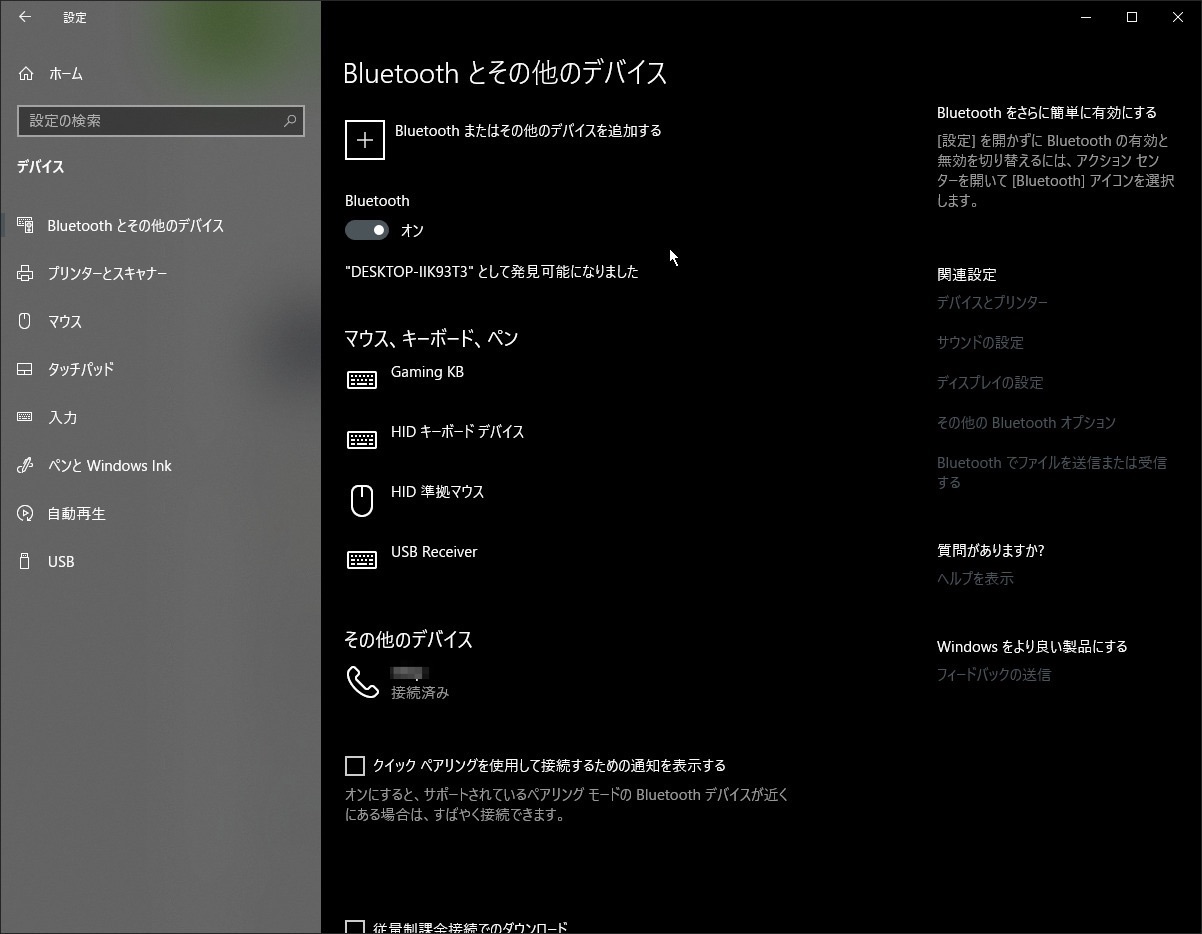 設定
ホーム
設定の検索
デバイス
Bluetooth とその他のデバイス
プリンターとスキャナー
マウス
タッチパッド
入力
ペンと Windows Ink
自動再生
USB
Bluetooth とその他のデバイス
Bluetooth またはその他のデバイスを追加する
Bluetooth
オン
"DESKTOP-IIK93T3" として発見可能になりました
マウス、キーボード、ペン
Gaming KB
HID キーボード デバイス
HID 準拠マウス
USB Receiver
その他のデバイス
接続済み
クイック ペアリングを使用して接続するための通知を表示する
オンにすると、サポートされているペアリング モードの Bluetooth デバイスが近く
にある場合は、すばやく接続できます。
従量制課金接続でのダウンロード
Bluetooth をさらに簡単に有効にする
[設定] を開かずに Bluetooth の有効と
無効を切り替えるには、アクション セン
ターを開いて [Bluetooth] アイコンを選択
します。
関連設定
デバイスとプリンター
サウンドの設定
ディスプレイの設定
その他の Bluetooth オプション
Bluetooth でファイルを送信または受信
する
質問がありますか?
ヘルプを表示
Windows をより良い製品にする
フィードバックの送信